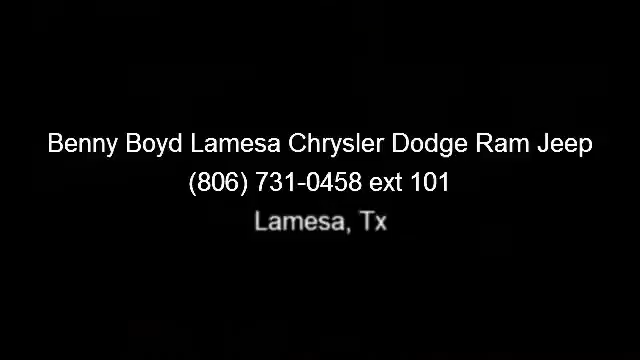 Benny Boyd Lamesa Chrysler Dodge Ram Jeep
(806) 731-0458 ext 101
Lamesa, Tx